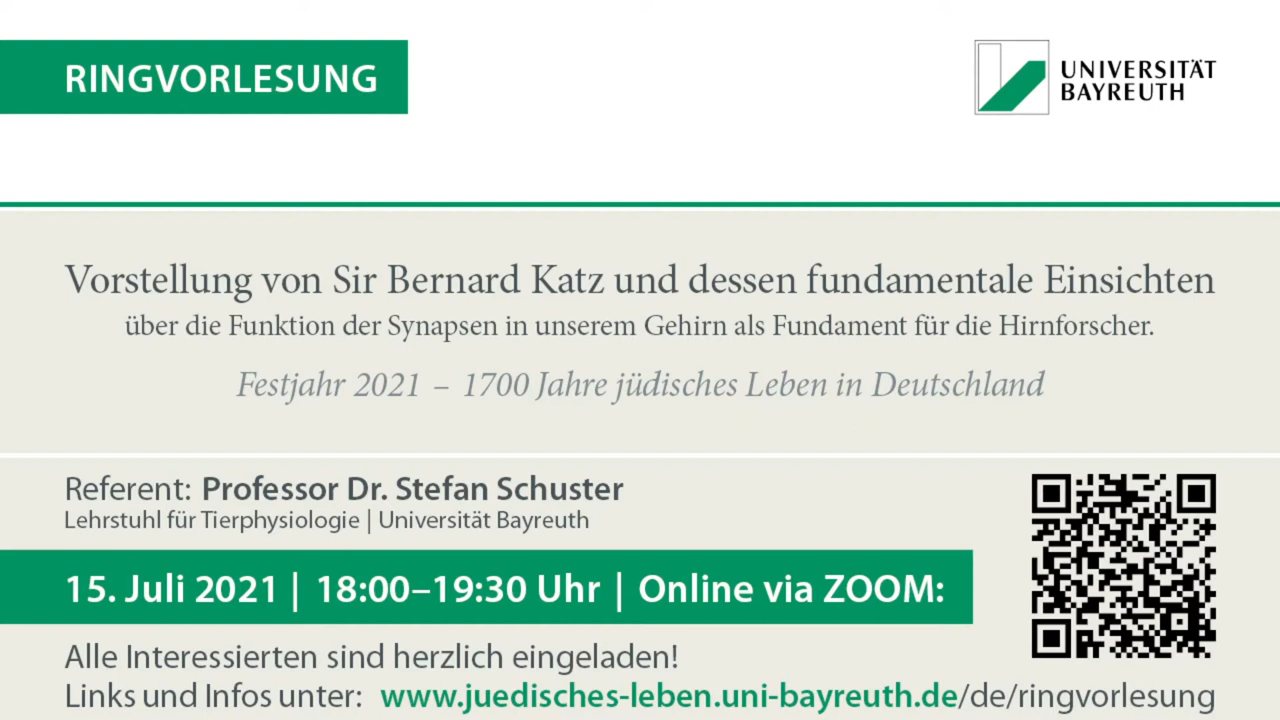 RINGVORLESUNG
UNIVERSITÄT
BAYREUTH
Vorstellung von Sir Bernard Katz und dessen fundamentale Einsichten
über die Funktion der Synapsen in unserem Gehirn als Fundament für die Hirnforscher.
Festjahr 2021 – 1700 Jahre jüdisches Leben in Deutschland
Referent: Professor Dr. Stefan Schuster
Lehrstuhl für Tierphysiologie | Universität Bayreuth
15. Juli 2021 | 18:00–19:30 Uhr | Online via ZOOM:
Alle Interessierten sind herzlich eingeladen!
Links und Infos unter: www.juedisches-leben.uni-bayreuth.de/de/ringvorlesung